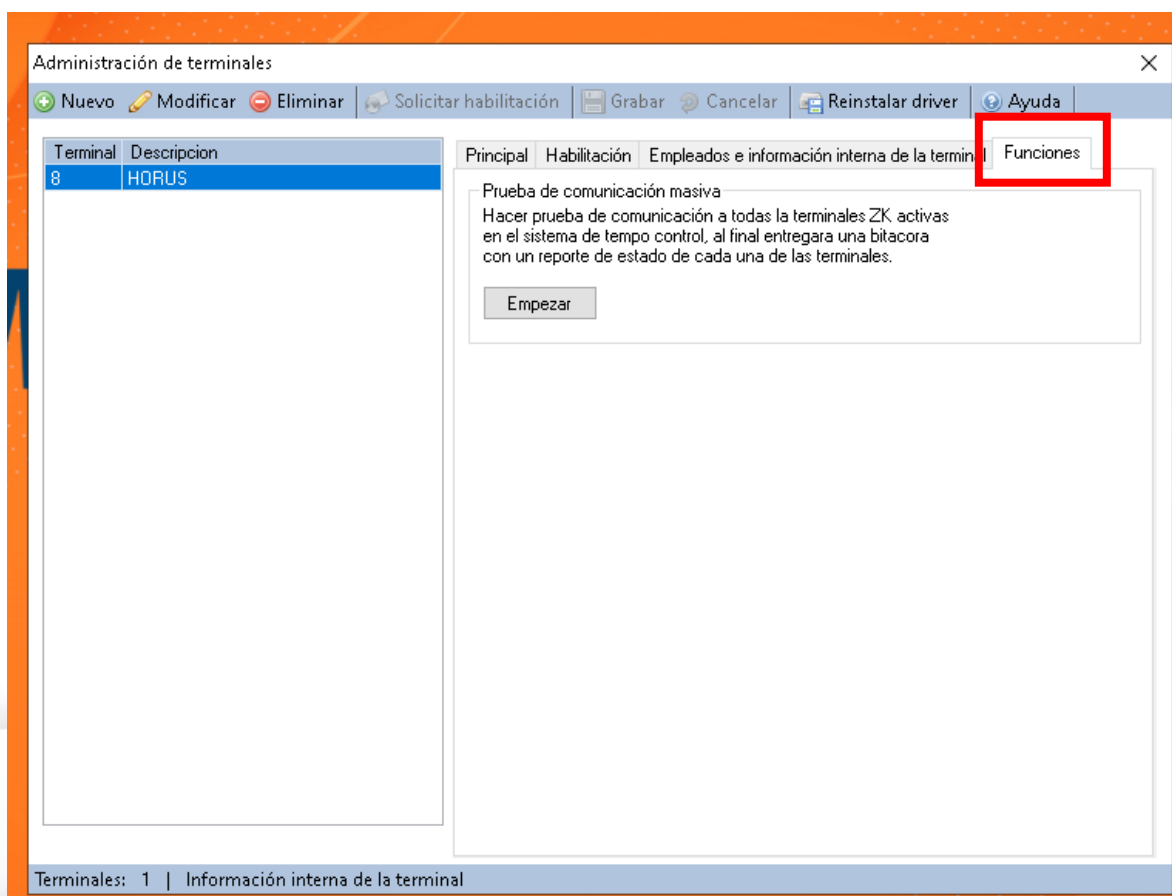 Administración de terminales
Nuevo Modificar Eliminar Solicitar habilitación Grabar Cancelar Reinstalar driver Ayuda
Terminal Descripcion
8 HORUS
Principal Habilitación Empleados e información interna de la terminal Funciones
Prueba de comunicación masiva
Hacer prueba de comunicación a todas la terminales ZK activas
en el sistema de tempo control, al final entregara una bitacora
con un reporte de estado de cada una de las terminales.
Empezar
Terminales: 1 | Información interna de la terminal